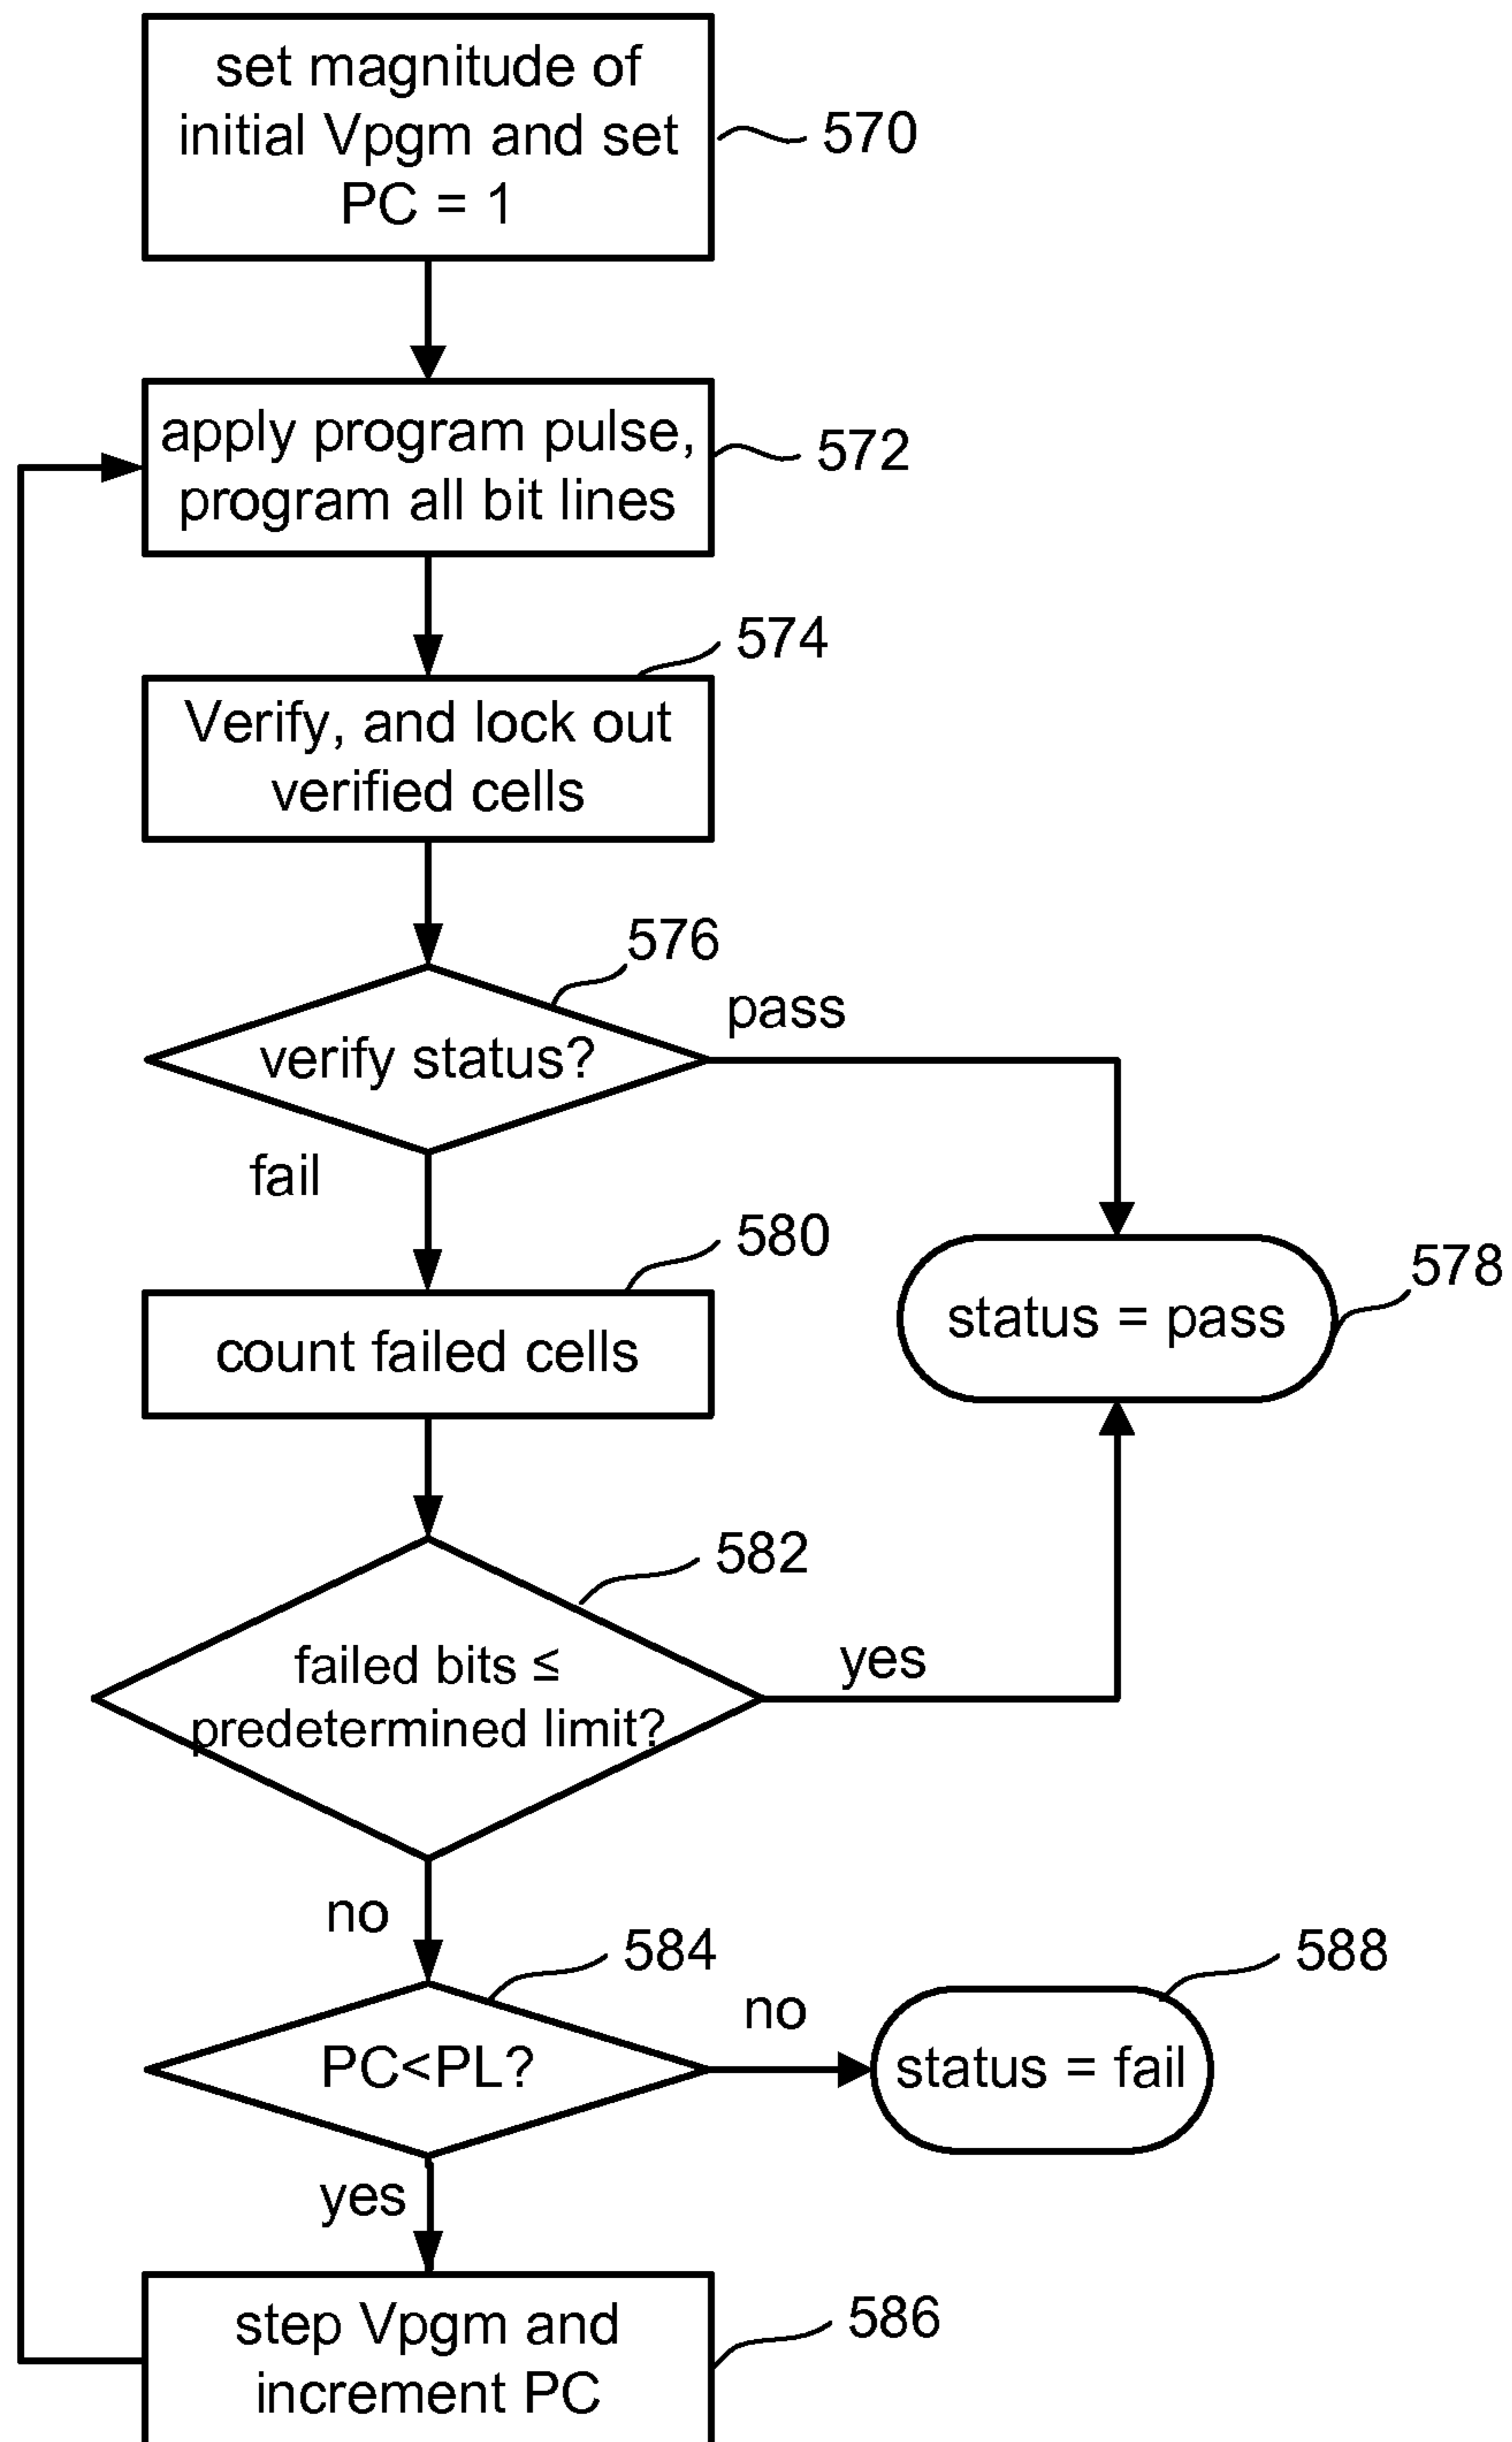 set magnitude of
initial Vpgm and set
PC = 1
570
apply program pulse,
program all bit lines
572
574
Verify, and lock out
verified cells
576
pass
verify status?
fail
580
578
status = pass
count failed cells
582
failed bits ≤
predetermined limit?
yes
no
584
588
no
PC<PL?
status = fail
yes
step Vpgm and
increment PC
586